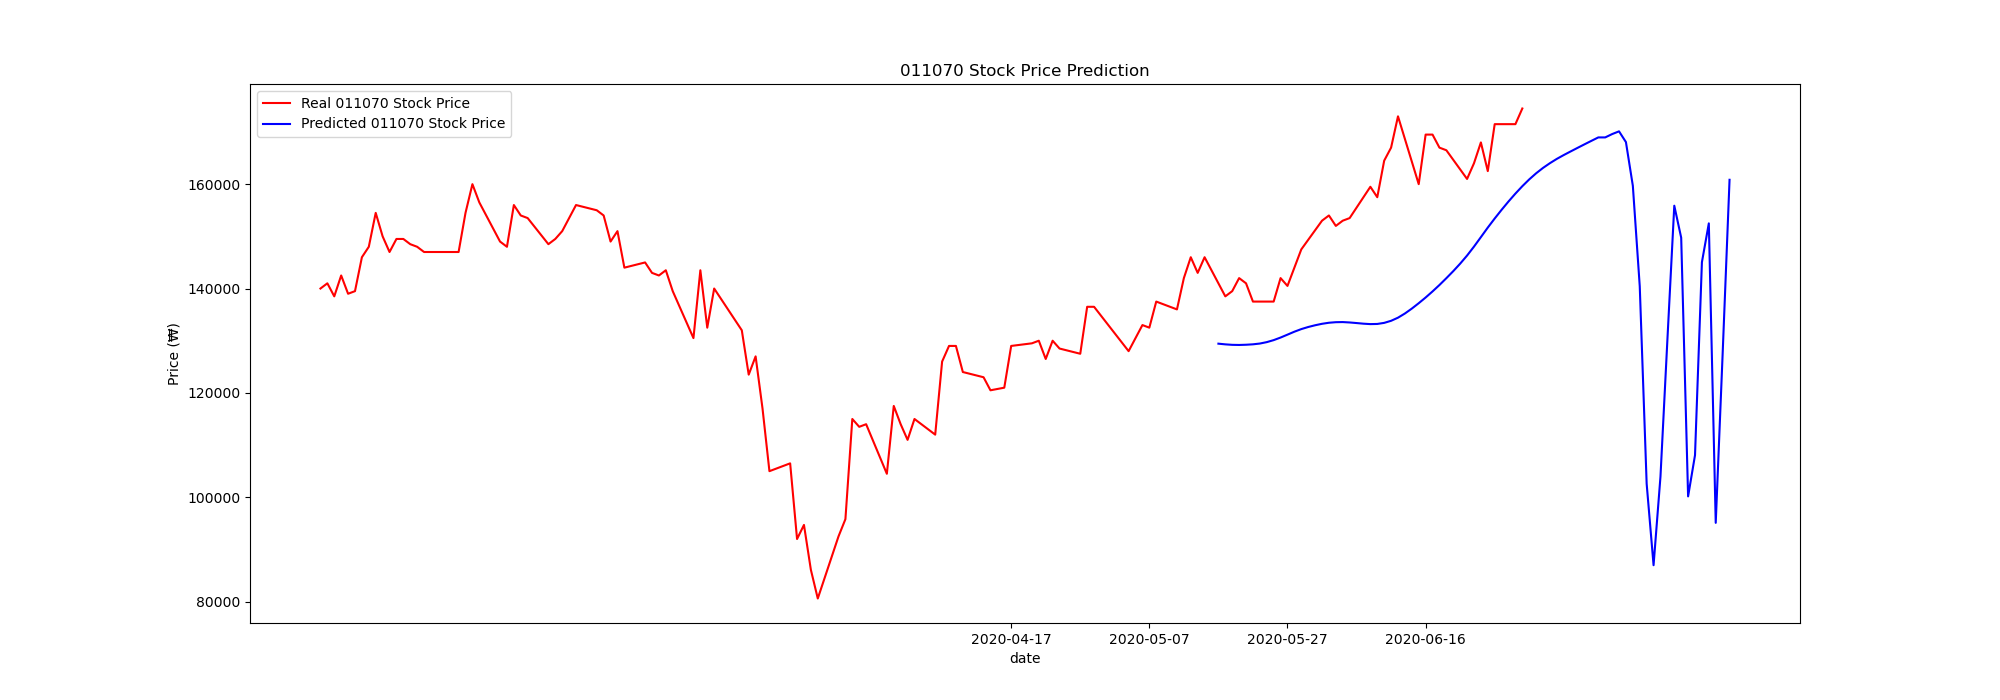 011070 Stock Price Prediction
Real 011070 Stock Price
Predicted 011070 Stock Price
Price (₩)
160000
140000
120000
100000
80000
2020-04-17 2020-05-07 2020-05-27 2020-06-16
date